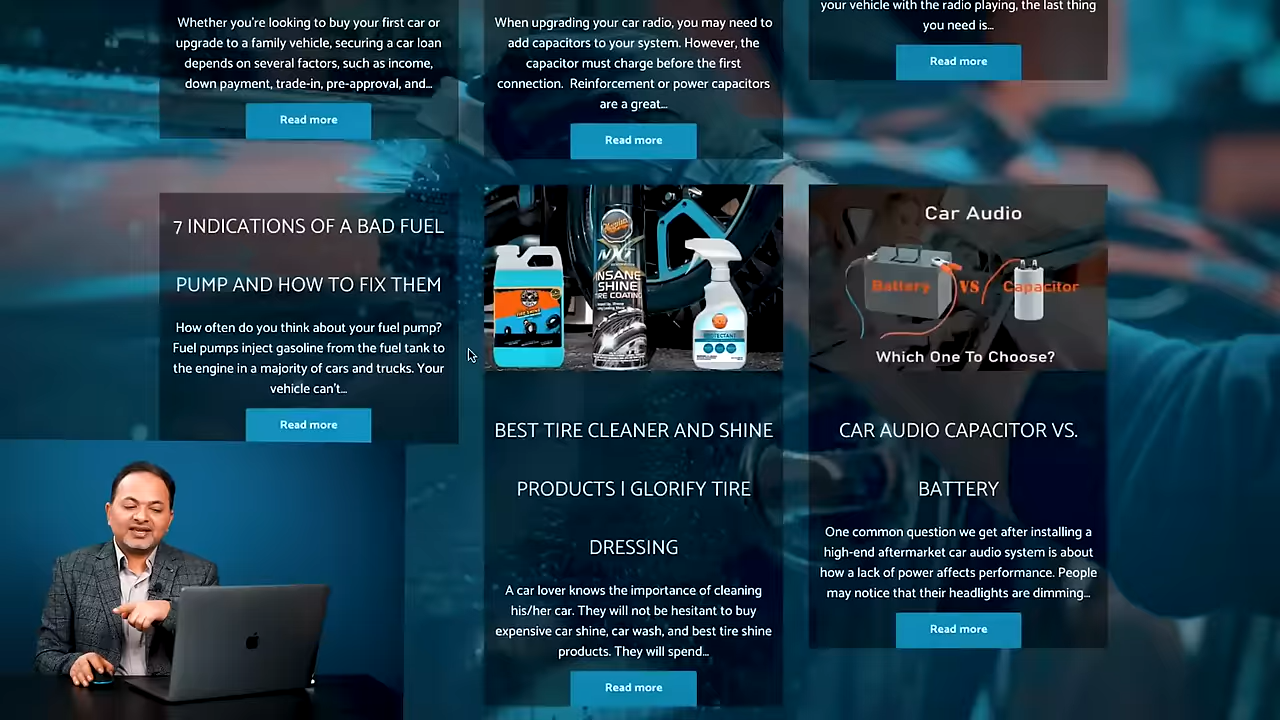 Whether you're looking to buy your first car or
upgrade to a family vehicle, securing a car loan
depends on several factors, such as income,
down payment, trade-in, pre-approval, and...
Read more
When upgrading your car radio, you may need to
add capacitors to your system. However, the
capacitor must charge before the first
connection. Reinforcement or power capacitors
are a great...
Read more
your vehicle with the radio playing, the last thing
you need is...
Read more
7 INDICATIONS OF A BAD FUEL
PUMP AND HOW TO FIX THEM
How often do you think about your fuel pump?
Fuel pumps inject gasoline from the fuel tank to
the engine in a majority of cars and trucks. Your
vehicle can't...
Read more
TIRE SHINE
Meguiar's
NXT
INSANE
SHINE
TIRE COATING
303
PROTECTANT
BEST TIRE CLEANER AND SHINE
PRODUCTS | GLORIFY TIRE
DRESSING
A car lover knows the importance of cleaning
his/her car. They will not be hesitant to buy
expensive car shine, car wash, and best tire shine
products. They will spend...
Read more
Car Audio
Battery VS Capacitor
Which One To Choose?
CAR AUDIO CAPACITOR VS.
BATTERY
One common question we get after installing a
high-end aftermarket car audio system is about
how a lack of power affects performance. People
may notice that their headlights are dimming...
Read more